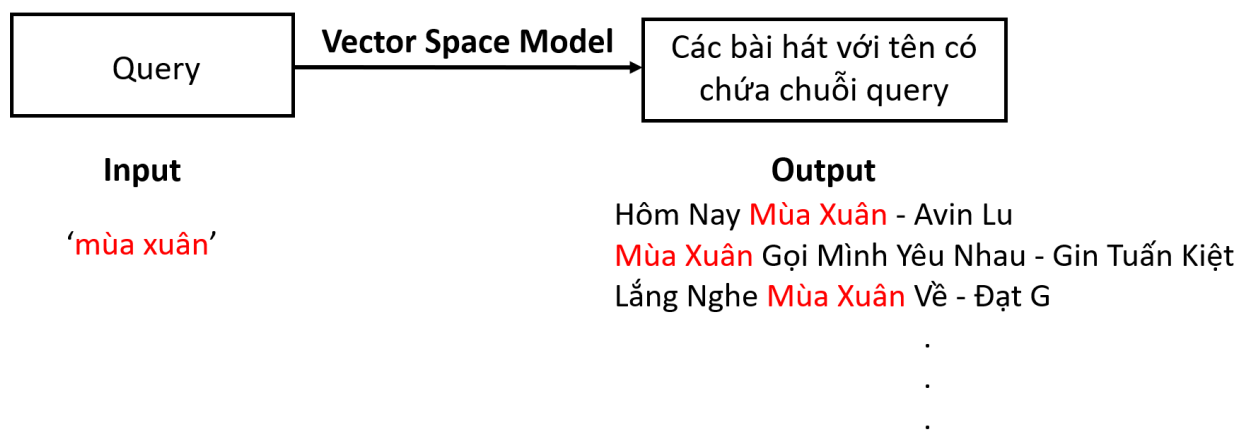 Query
Vector Space Model
Các bài hát với tên có
chứa chuỗi query
Input
Output
‘mùa xuân’
Hôm Nay Mùa Xuân - Avin Lu
Mùa Xuân Gọi Mình Yêu Nhau - Gin Tuấn Kiệt
Lắng Nghe Mùa Xuân Về - Đạt G
.
.
.